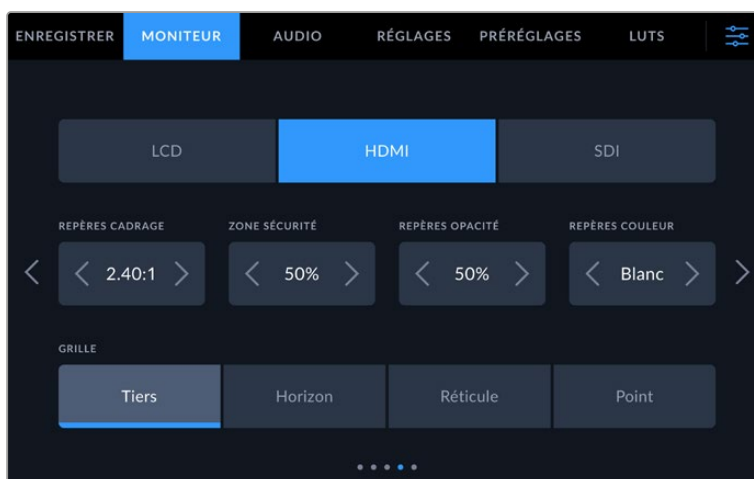 ENREGISTRER MONITEUR AUDIO RÉGLAGES PRÉRÉGLAGES LUTS
LCD HDMI SDI
REPÈRES CADRAGE ZONE SÉCURITÉ REPÈRES OPACITÉ REPÈRES COULEUR
2.40:1 50% 50% Blanc
GRILLE
Tiers Horizon Réticule Point